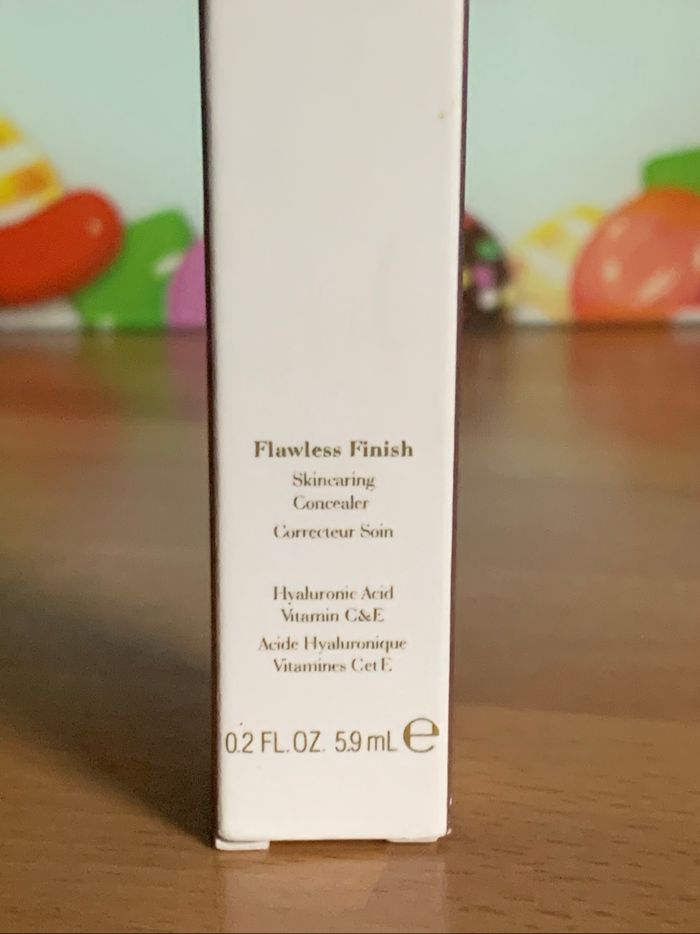 Flawless Finish
Skincaring
Concealer
Correcteur Soin
Hyaluronic Acid
Vitamin C&E
Acide Hyaluronique
Vitamines C et E
0.2 FL.OZ. 5.9 mL ℮